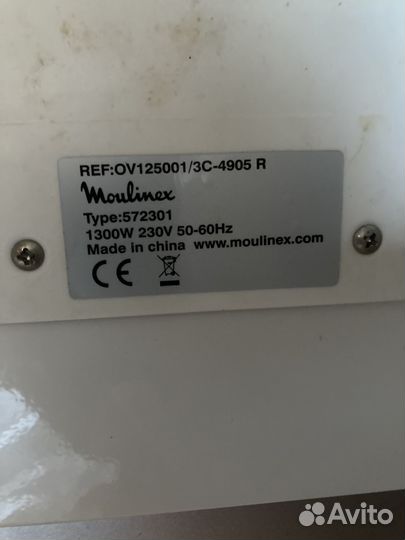 REF:OV125001/3C-4905 R
Moulinex
Type:572301
1300W 230V 50-60Hz
Made in china www.moulinex.com
CE
Avito